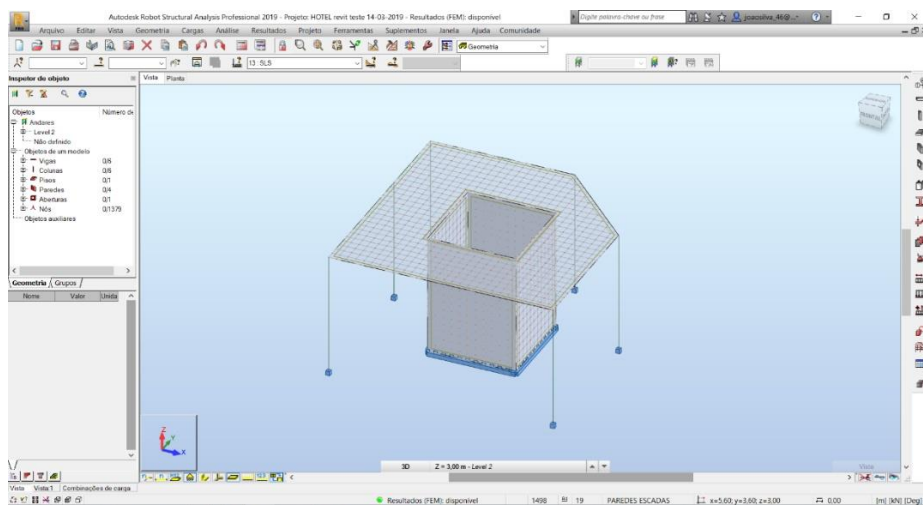 Autodesk Robot Structural Analysis Professional 2019 - Projeto: HOTEL revit teste 14-03-2019 - Resultados (FEM): disponível
Digite palavra-chave ou frase
Arquivo Editar Vista Geometria Cargas Análise Resultados Projeto Ferramentas Suplementos Janela Ajuda Comunidade
Geometria
13 : SLS
Inspetor de objeto
Vista Planta
Objetos Número de
Andares
Level 2
Não definido
Objetos de um modelo
Vigas 0/6
Colunas 0/6
Pisos 0/1
Paredes 0/4
Aberturas 0/1
Nós 0/1379
Objetos auxiliares
Geometria Grupos
Nome Valor Unida
Z
Y
X
3D Z = 3,00 m - Level 2
Vista
Vista Vista:1 Combinações de carga
Resultados (FEM): disponível 1498 19 PAREDES ESCADAS x=5,60; y=3,60; z=3,00 0,00 [m] [kN] [Deg]